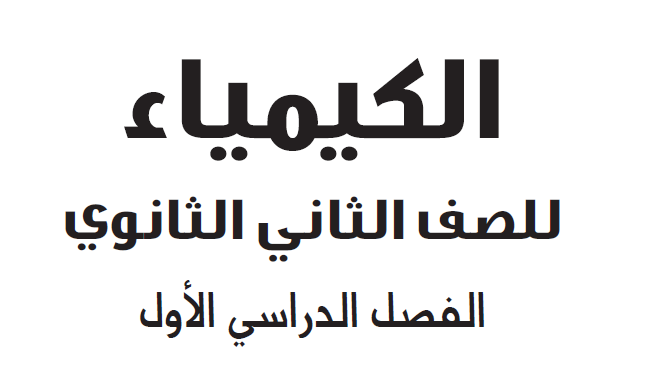 الكيمياء
للصف الثاني الثانوي
الفصل الدراسي الأول